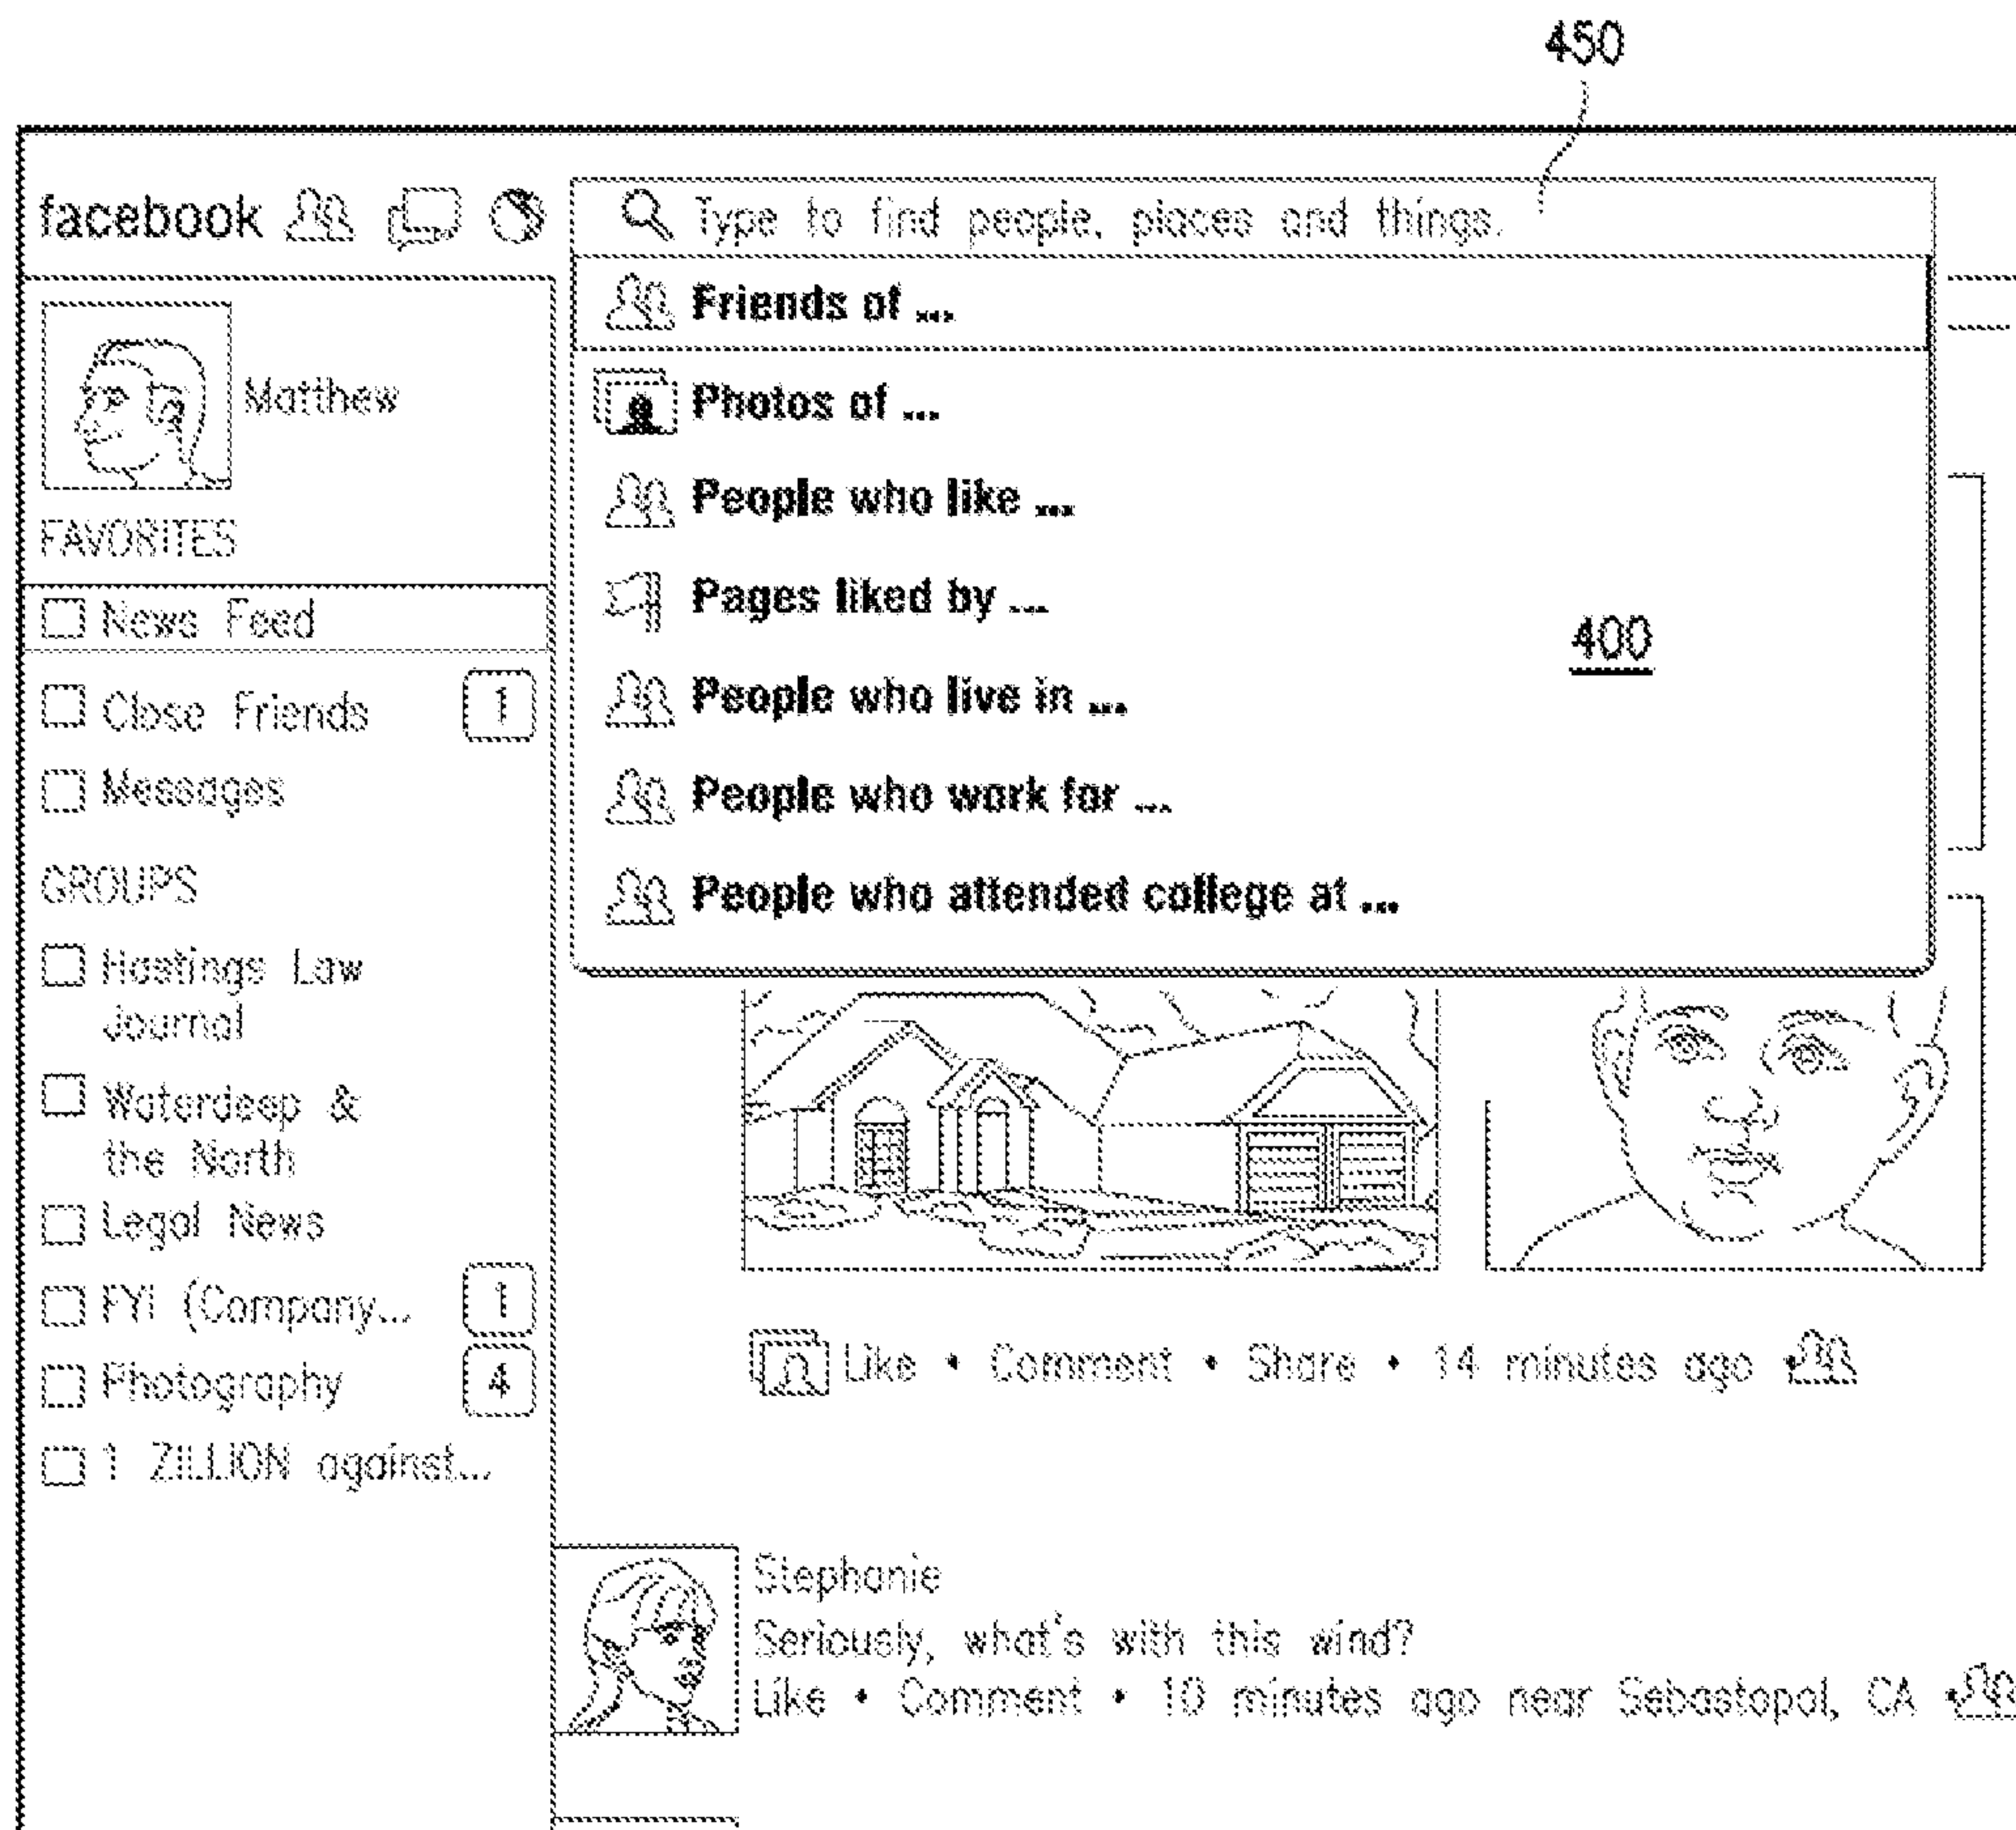 450
facebook
Type to find people, places and things.
Friends of ...
Photos of ...
People who like ...
Pages liked by ...
People who live in ...
People who work for ...
People who attended college at ...
400
Matthew
FAVORITES
News Feed
Close Friends 1
Messages
GROUPS
Hastings Law
Journal
Waterdeep &
the North
Legal News
FYI (Company... 1
Photography 4
1 ZILLION against...
Like • Comment • Share • 14 minutes ago •
Stephanie
Seriously, what's with this wind?
Like • Comment • 10 minutes ago near Sebastopol, CA •